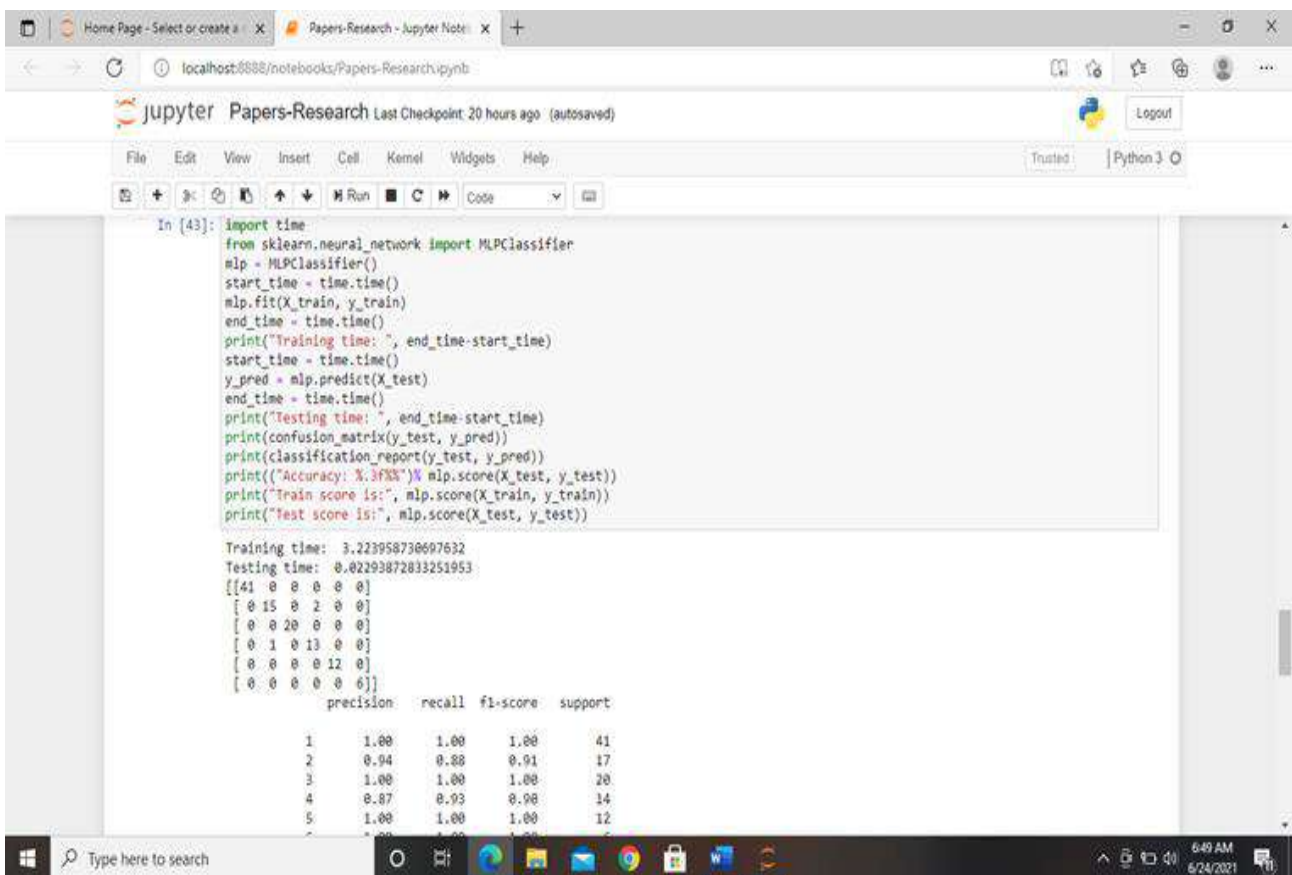 Home Page - Select or create a
Papers-Research - Jupyter Note
localhost:8888/notebooks/Papers-Research.ipynb
jupyter Papers-Research Last Checkpoint: 20 hours ago (autosaved)
Logout
File Edit View Insert Cell Kernel Widgets Help
Trusted Python 3
Run Code
In [43]: import time
from sklearn.neural_network import MLPClassifier
mlp = MLPClassifier()
start_time = time.time()
mlp.fit(X_train, y_train)
end_time = time.time()
print("Training time: ", end_time-start_time)
start_time = time.time()
y_pred = mlp.predict(X_test)
end_time = time.time()
print("Testing time: ", end_time-start_time)
print(confusion_matrix(y_test, y_pred))
print(classification_report(y_test, y_pred))
print(("Accuracy: %.3f%%")% mlp.score(X_test, y_test))
print("Train score is:", mlp.score(X_train, y_train))
print("Test score is:", mlp.score(X_test, y_test))
Training time: 3.223958730697632
Testing time: 0.02293872833251953
[[41 0 0 0 0 0]
[ 0 15 0 2 0 0]
[ 0 0 20 0 0 0]
[ 0 1 0 13 0 0]
[ 0 0 0 0 12 0]
[ 0 0 0 0 0 6]]
precision recall f1-score support
1 1.00 1.00 1.00 41
2 0.94 0.88 0.91 17
3 1.00 1.00 1.00 20
4 0.87 0.93 0.90 14
5 1.00 1.00 1.00 12
Type here to search
6:49 AM
6/24/2021